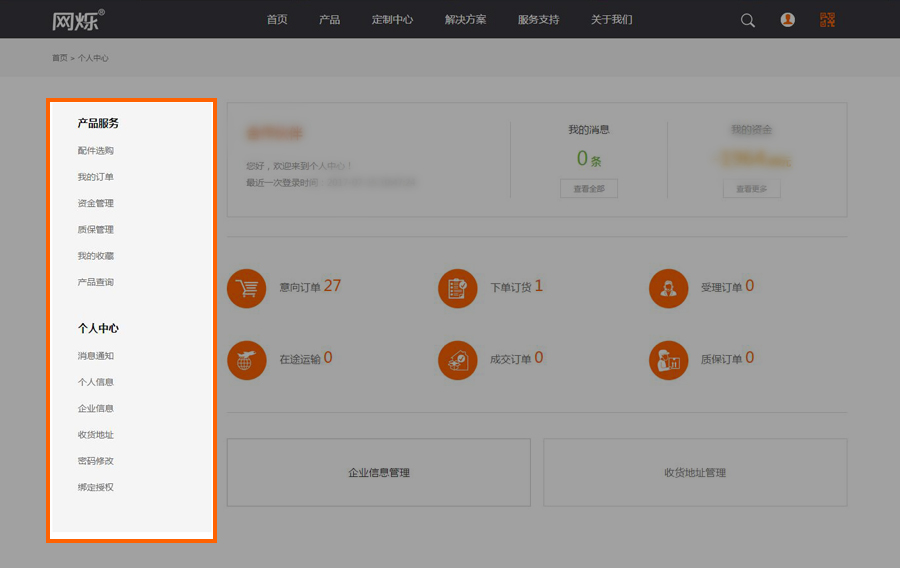 网烁®
首页 产品 定制中心 解决方案 服务支持 关于我们
首页 > 个人中心
产品服务
配件选购
我的订单
资金管理
质保管理
我的收藏
产品查询
个人中心
消息通知
个人信息
企业信息
收货地址
密码修改
绑定授权
您好，欢迎来到个人中心！
最近一次登录时间
我的消息
0 条
查看全部
我的资金
查看更多
意向订单 27
下单订货 1
受理订单 0
在途运输 0
成交订单 0
质保订单 0
企业信息管理
收货地址管理